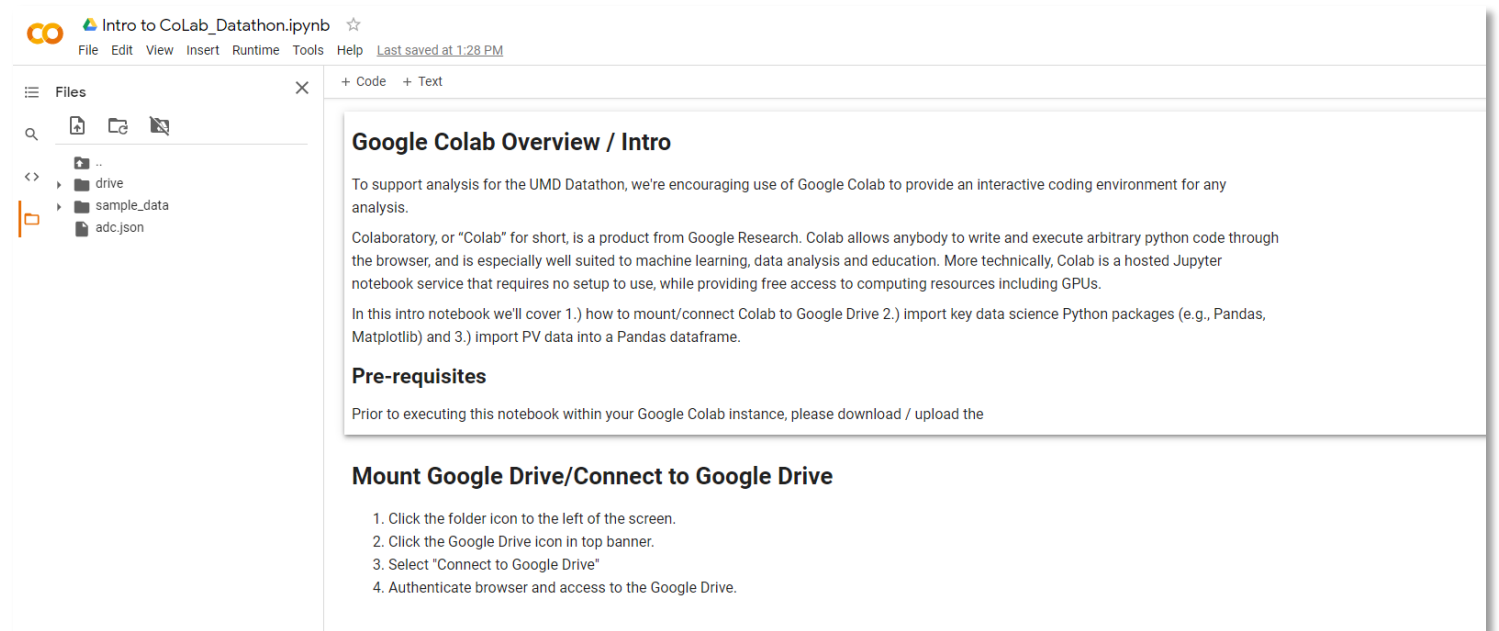 Intro to CoLab_Datathon.ipynb
File Edit View Insert Runtime Tools Help Last saved at 1:28 PM
Files
..
drive
sample_data
adc.json
+ Code + Text
Google Colab Overview / Intro
To support analysis for the UMD Datathon, we're encouraging use of Google Colab to provide an interactive coding environment for any
analysis.
Colaboratory, or “Colab” for short, is a product from Google Research. Colab allows anybody to write and execute arbitrary python code through
the browser, and is especially well suited to machine learning, data analysis and education. More technically, Colab is a hosted Jupyter
notebook service that requires no setup to use, while providing free access to computing resources including GPUs.
In this intro notebook we'll cover 1.) how to mount/connect Colab to Google Drive 2.) import key data science Python packages (e.g., Pandas,
Matplotlib) and 3.) import PV data into a Pandas dataframe.
Pre-requisites
Prior to executing this notebook within your Google Colab instance, please download / upload the
Mount Google Drive/Connect to Google Drive
1. Click the folder icon to the left of the screen.
2. Click the Google Drive icon in top banner.
3. Select "Connect to Google Drive"
4. Authenticate browser and access to the Google Drive.